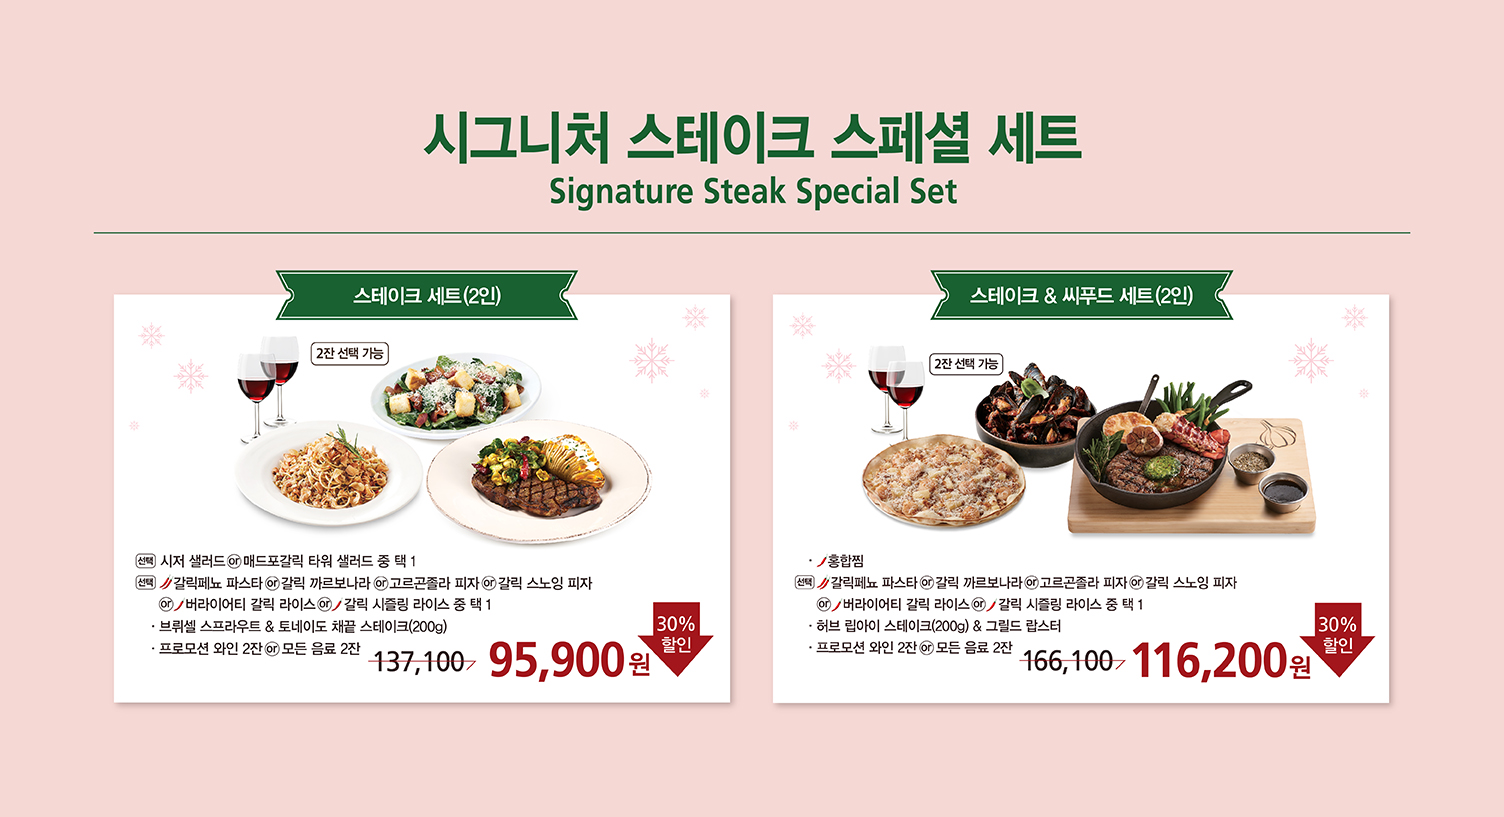 시그니처 스테이크 스페셜 세트
Signature Steak Special Set
스테이크 세트(2인)
2잔 선택 가능
선택 시저 샐러드 or 매드포갈릭 타워 샐러드 중 택 1
선택 갈릭페뇨 파스타 or 갈릭 까르보나라 or 고르곤졸라 피자 or 갈릭 스노잉 피자
or 버라이어티 갈릭 라이스 or 갈릭 시즐링 라이스 중 택 1
· 브뤼셀 스프라우트 & 토네이도 채끝 스테이크(200g)
· 프로모션 와인 2잔 or 모든 음료 2잔
137,100
95,900원
30%
할인
스테이크 & 씨푸드 세트(2인)
2잔 선택 가능
· 홍합찜
선택 갈릭페뇨 파스타 or 갈릭 까르보나라 or 고르곤졸라 피자 or 갈릭 스노잉 피자
or 버라이어티 갈릭 라이스 or 갈릭 시즐링 라이스 중 택 1
· 허브 립아이 스테이크(200g) & 그릴드 랍스터
· 프로모션 와인 2잔 or 모든 음료 2잔
166,100
116,200원
30%
할인